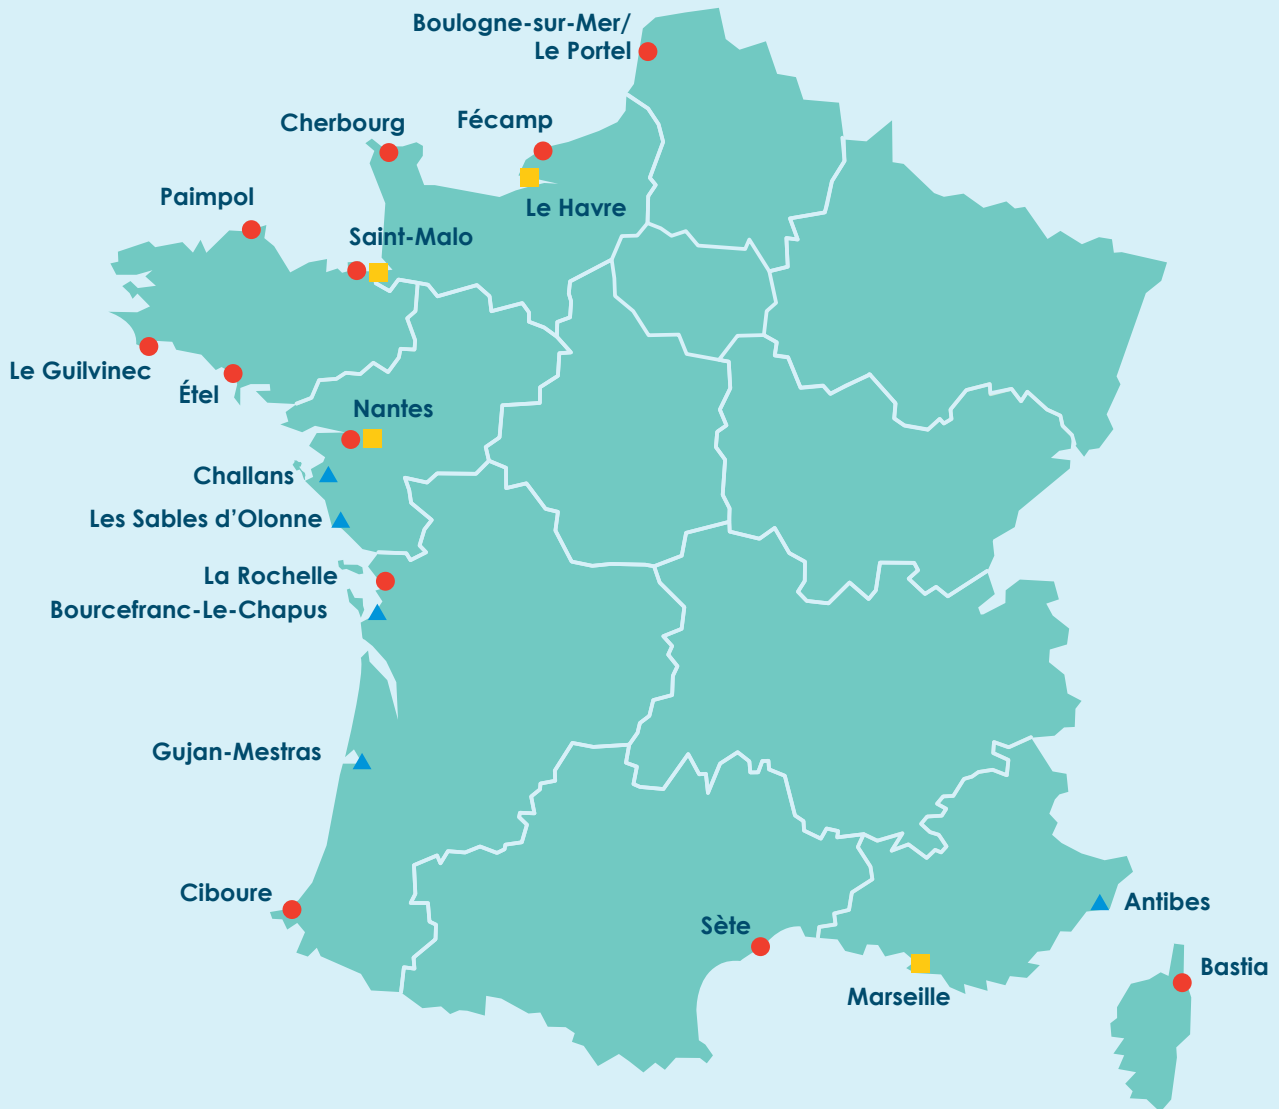 Boulogne-sur-Mer/
Le Portel
Cherbourg
Fécamp
Paimpol
Le Havre
Saint-Malo
Le Guilvinec
Étel
Nantes
Challans
Les Sables d’Olonne
La Rochelle
Bourcefranc-Le-Chapus
Gujan-Mestras
Ciboure
Sète
Antibes
Bastia
Marseille